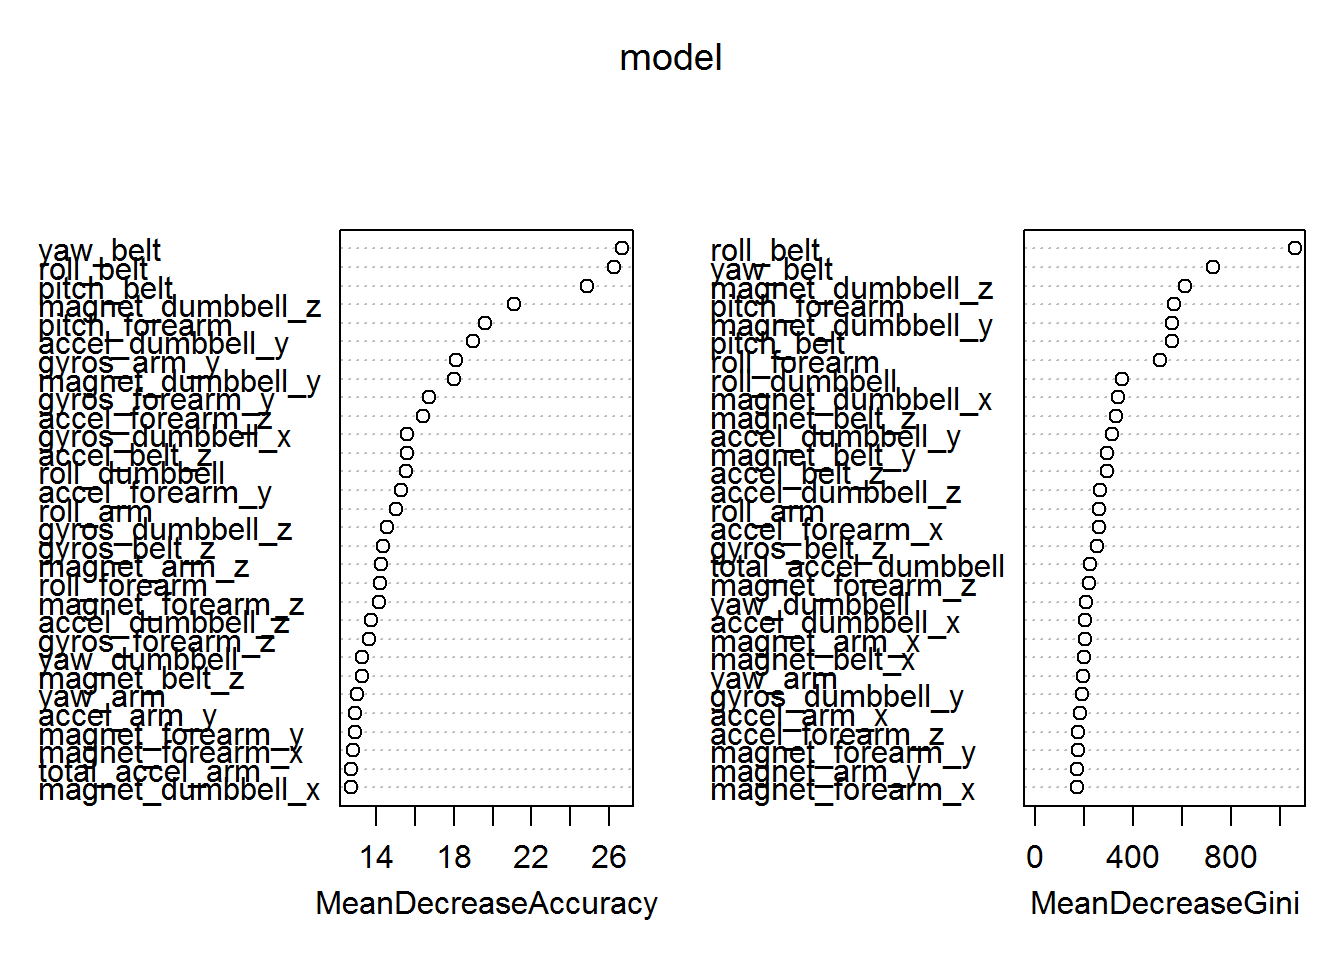 model
yaw_belt
roll_belt
pitch_belt
magnet_dumbbell_z
pitch_forearm
accel_dumbbell_y
gyros_arm_y
magnet_dumbbell_y
gyros_forearm_y
accel_forearm_z
gyros_dumbbell_x
accel_belt_z
roll_dumbbell
accel_forearm_y
roll_arm
gyros_dumbbell_z
gyros_belt_z
magnet_arm_z
roll_forearm
magnet_forearm_z
accel_dumbbell_z
gyros_forearm_z
yaw_dumbbell
magnet_belt_z
yaw_arm
accel_arm_y
magnet_forearm_y
magnet_forearm_x
total_accel_arm
magnet_dumbbell_x
14 18 22 26
MeanDecreaseAccuracy
roll_belt
yaw_belt
magnet_dumbbell_z
pitch_forearm
magnet_dumbbell_y
pitch_belt
roll_forearm
roll_dumbbell
magnet_dumbbell_x
magnet_belt_z
accel_dumbbell_y
magnet_belt_y
accel_belt_z
accel_dumbbell_z
roll_arm
accel_forearm_x
gyros_belt_z
total_accel_dumbbell
magnet_forearm_z
yaw_dumbbell
accel_dumbbell_x
magnet_arm_x
magnet_belt_x
yaw_arm
gyros_dumbbell_y
accel_arm_x
accel_forearm_z
magnet_forearm_y
magnet_arm_y
magnet_forearm_x
0 400 800
MeanDecreaseGini